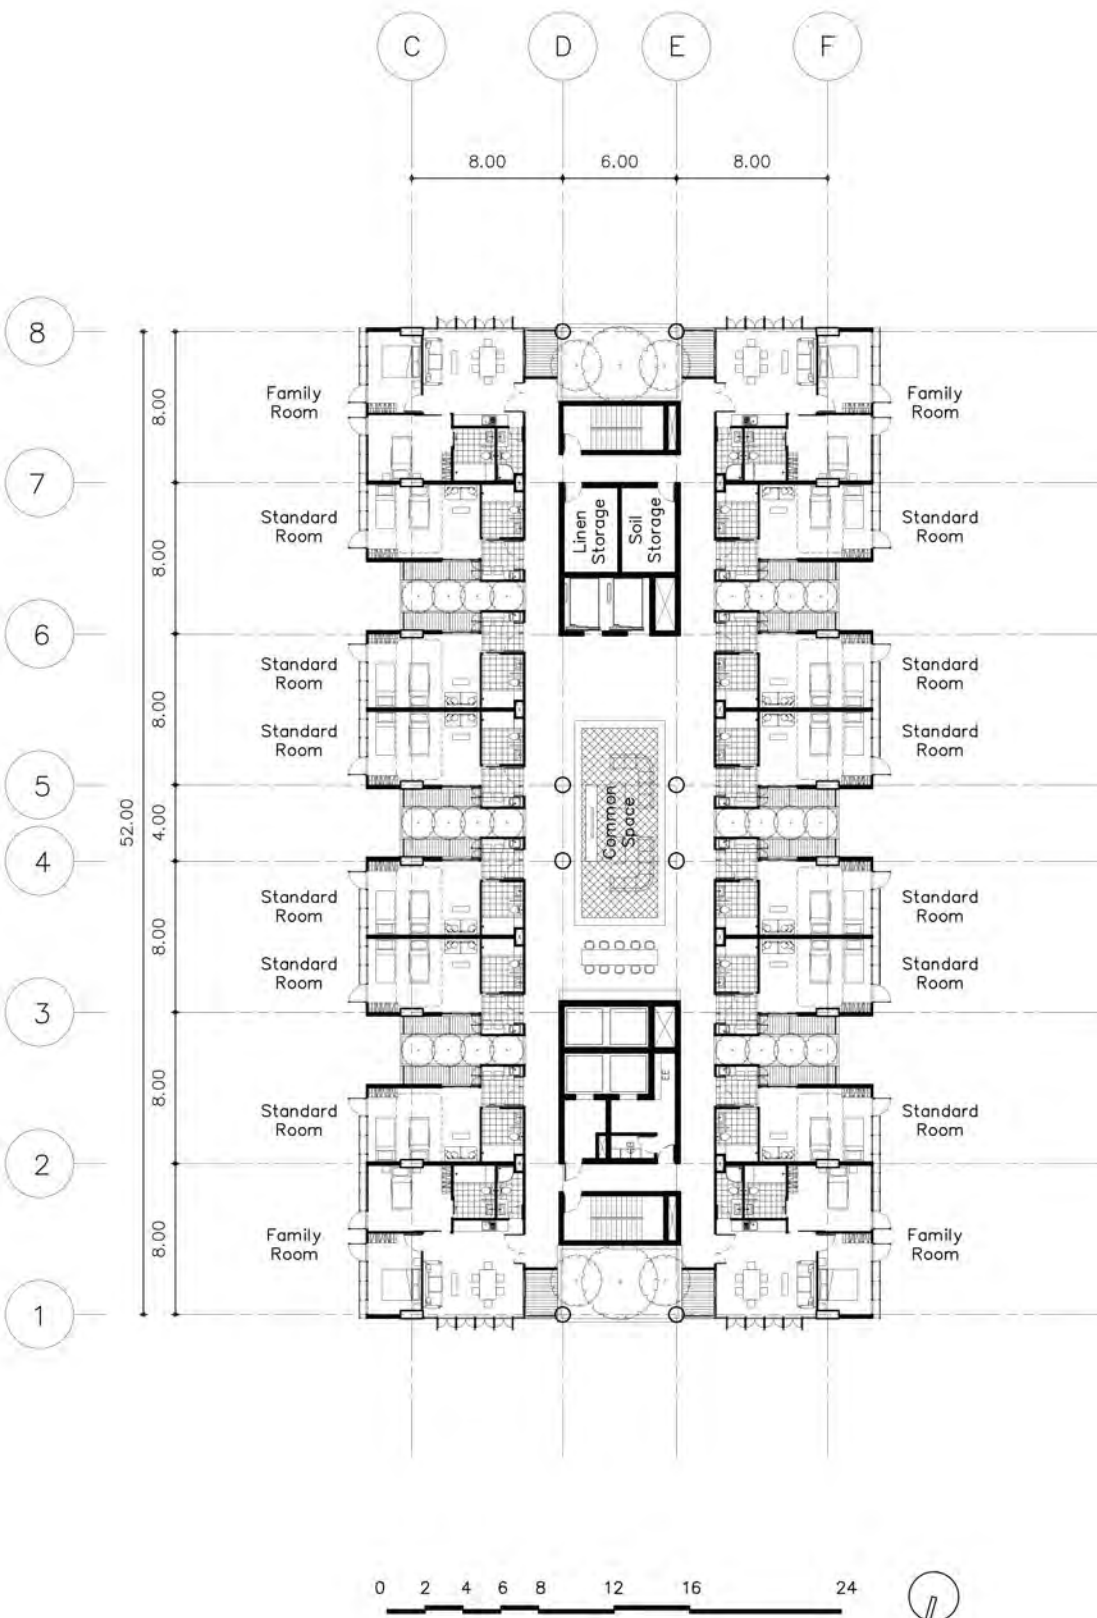 C D E F
8.00 6.00 8.00
8
Family
Room
Family
Room
8.00
7
Standard
Room
Linen
Storage
Soil
Storage
Standard
Room
8.00
6
Standard
Room
Standard
Room
8.00
Standard
Room
Standard
Room
5
52.00
4.00
Common
Space
4
Standard
Room
Standard
Room
8.00
Standard
Room
Standard
Room
3
EE
8.00
Standard
Room
Standard
Room
2
8.00
Family
Room
Family
Room
1
0 2 4 6 8 12 16 24